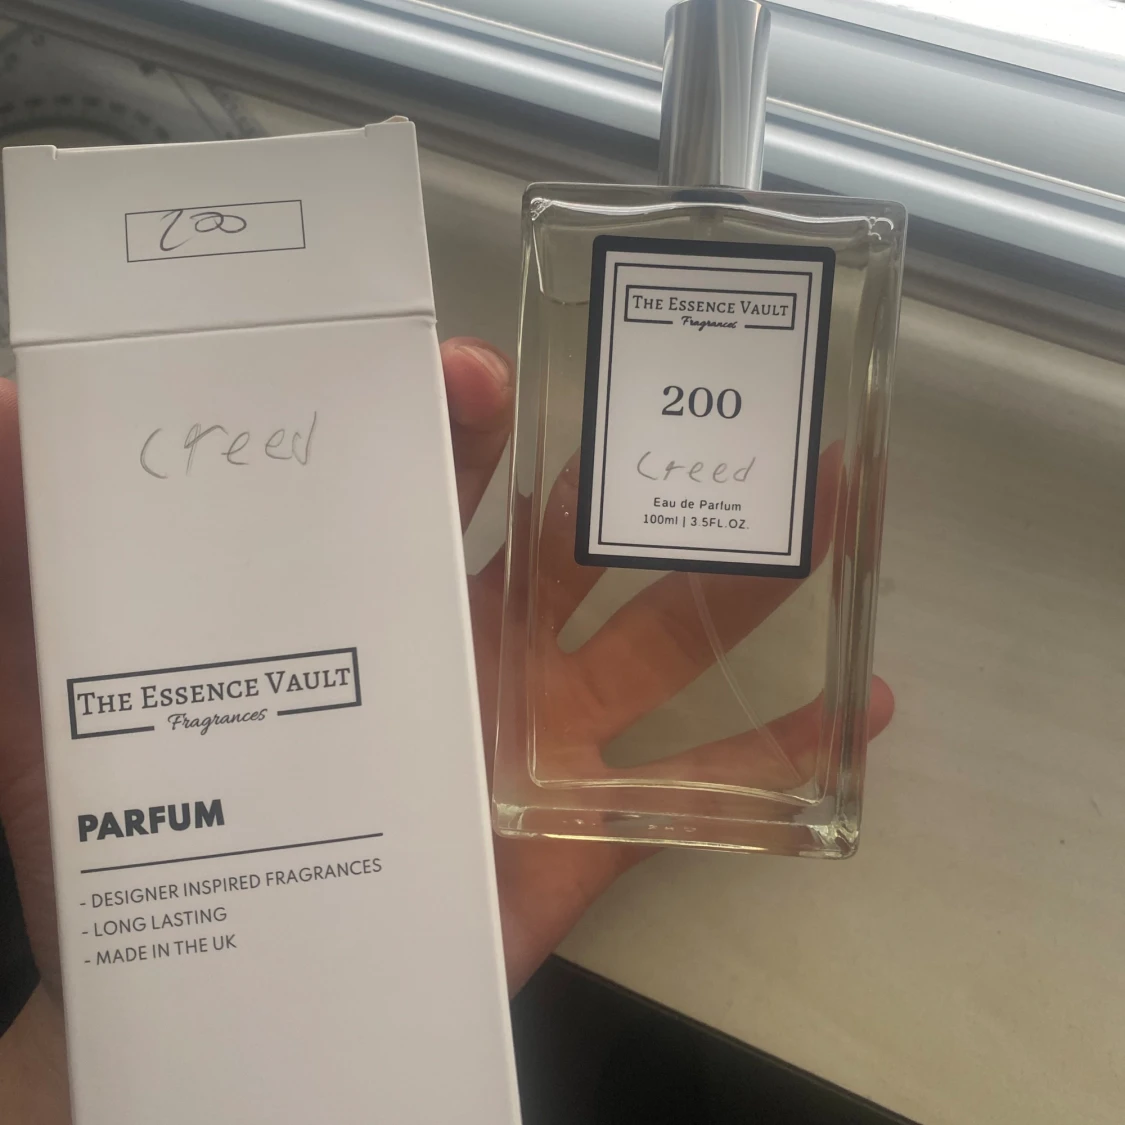 200
Creed
THE ESSENCE VAULT
Fragrances
PARFUM
- DESIGNER INSPIRED FRAGRANCES
- LONG LASTING
- MADE IN THE UK
THE ESSENCE VAULT
Fragrances
200
Creed
Eau de Parfum
100ml | 3.5FL.OZ.